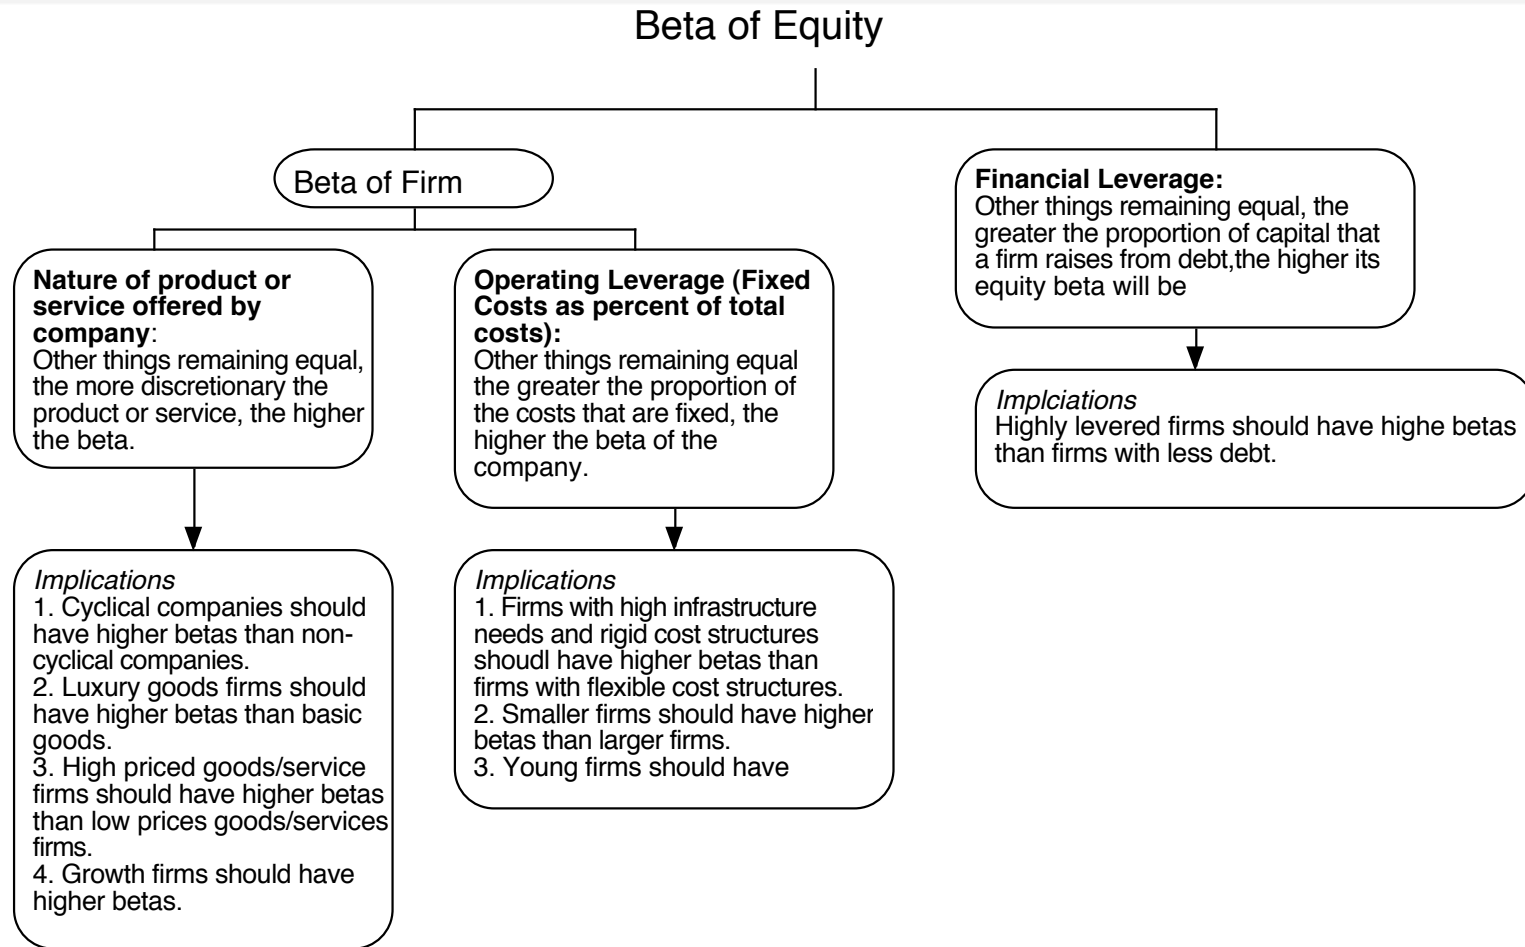 Beta of Equity
Beta of Firm
Nature of product or
service offered by
company:
Other things remaining equal,
the more discretionary the
product or service, the higher
the beta.
Operating Leverage (Fixed
Costs as percent of total
costs):
Other things remaining equal
the greater the proportion of
the costs that are fixed, the
higher the beta of the
company.
Financial Leverage:
Other things remaining equal, the
greater the proportion of capital that
a firm raises from debt,the higher its
equity beta will be
Implciations
Highly levered firms should have highe betas
than firms with less debt.
Implications
1. Cyclical companies should
have higher betas than non-
cyclical companies.
2. Luxury goods firms should
have higher betas than basic
goods.
3. High priced goods/service
firms should have higher betas
than low prices goods/services
firms.
4. Growth firms should have
higher betas.
Implications
1. Firms with high infrastructure
needs and rigid cost structures
shoudl have higher betas than
firms with flexible cost structures.
2. Smaller firms should have higher
betas than larger firms.
3. Young firms should have